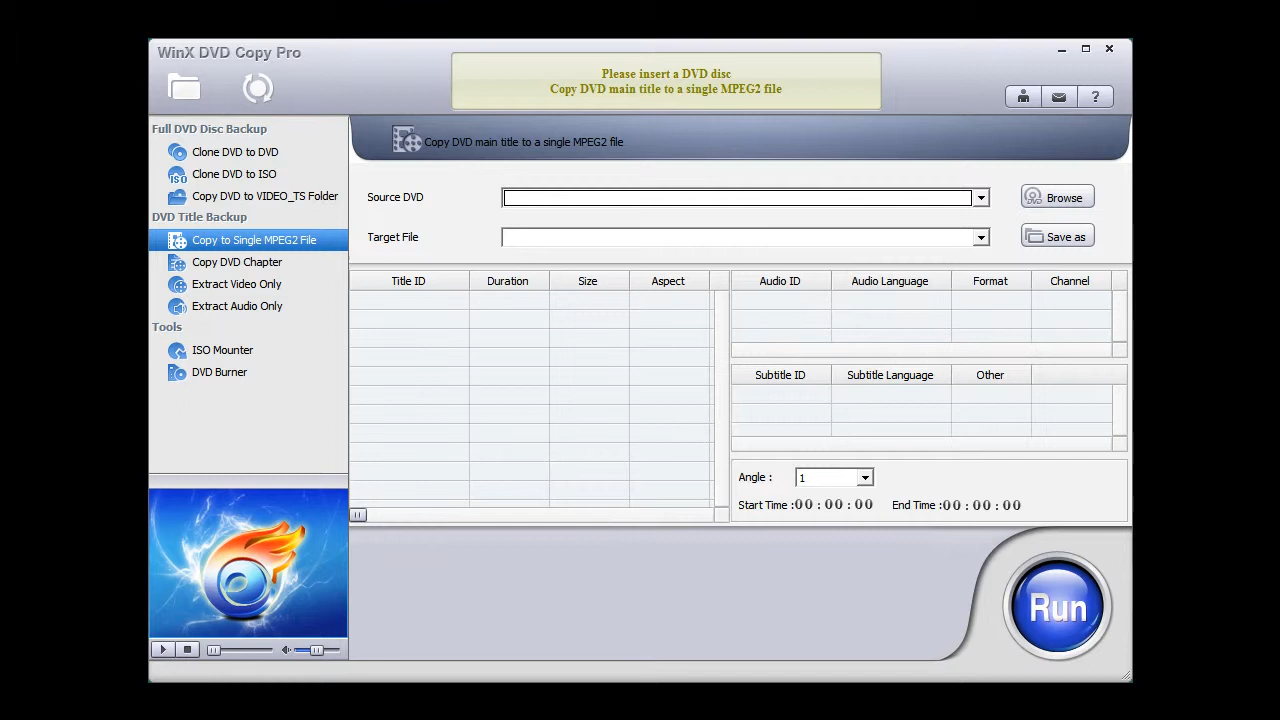 WinX DVD Copy Pro
Please insert a DVD disc
Copy DVD main title to a single MPEG2 file
?
Full DVD Disc Backup
Clone DVD to DVD
ISO
Clone DVD to ISO
Copy DVD to VIDEO_TS Folder
DVD Title Backup
Copy to Single MPEG2 File
Copy DVD Chapter
Extract Video Only
Extract Audio Only
Tools
ISO Mounter
DVD Burner
Copy DVD main title to a single MPEG2 file
Source DVD
Browse
Target File
Save as
Title ID Duration Size Aspect
Audio ID Audio Language Format Channel
Subtitle ID Subtitle Language Other
Angle : 1
Start Time :00 : 00 : 00 End Time :00 : 00 : 00
Run